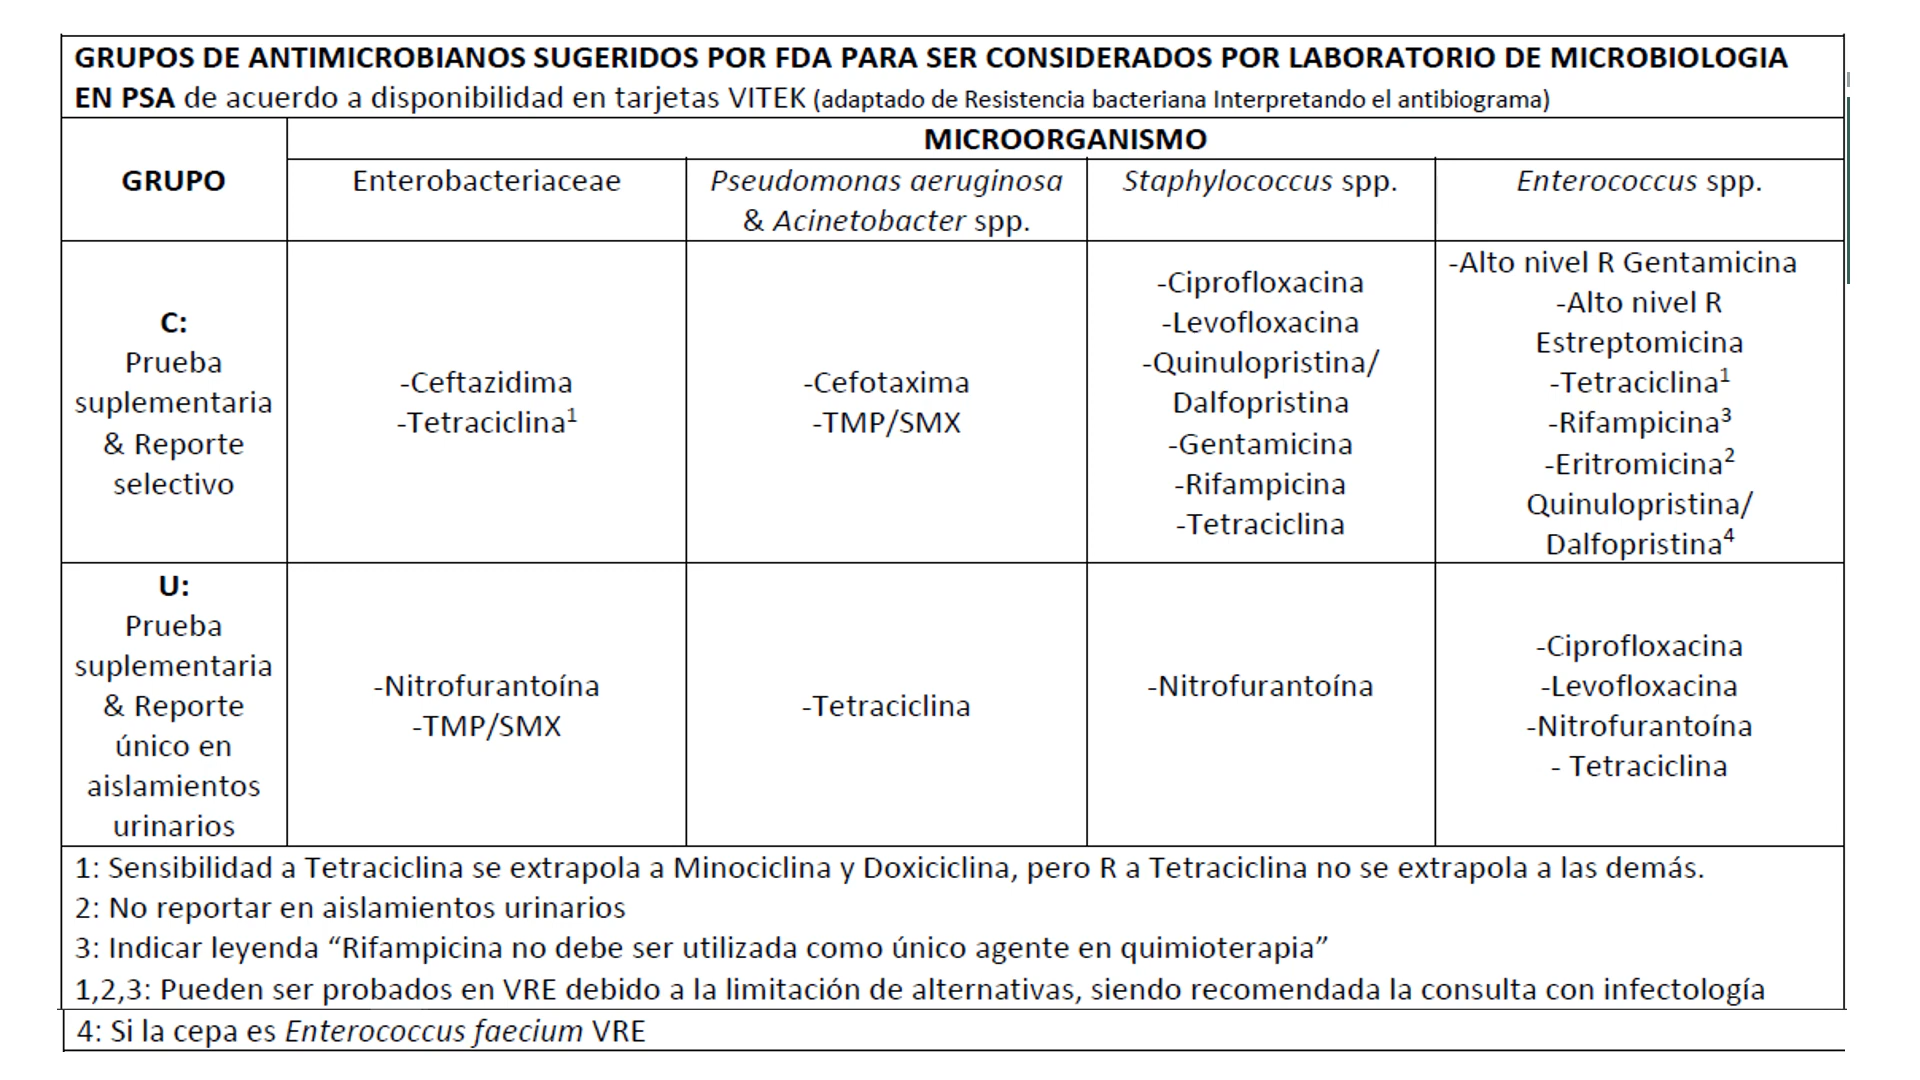 GRUPOS DE ANTIMICROBIANOS SUGERIDOS POR FDA PARA SER CONSIDERADOS POR LABORATORIO DE MICROBIOLOGIA
EN PSA de acuerdo a disponibilidad en tarjetas VITEK (adaptado de Resistencia bacteriana Interpretando el antibiograma)
GRUPO
MICROORGANISMO
Enterobacteriaceae
Pseudomonas aeruginosa
& Acinetobacter spp.
Staphylococcus spp.
Enterococcus spp.
C:
Prueba
suplementaria
& Reporte
selectivo
-Ceftazidima
-Tetraciclina¹
-Cefotaxima
-TMP/SMX
-Ciprofloxacina
-Levofloxacina
-Quinulopristina/
Dalfopristina
-Gentamicina
-Rifampicina
-Tetraciclina
-Alto nivel R Gentamicina
-Alto nivel R
Estreptomicina
-Tetraciclina¹
-Rifampicina³
-Eritromicina²
Quinulopristina/
Dalfopristina⁴
U:
Prueba
suplementaria
& Reporte
único en
aislamientos
urinarios
-Nitrofurantoína
-TMP/SMX
-Tetraciclina
-Nitrofurantoína
-Ciprofloxacina
-Levofloxacina
-Nitrofurantoína
- Tetraciclina
1: Sensibilidad a Tetraciclina se extrapola a Minociclina y Doxiciclina, pero R a Tetraciclina no se extrapola a las demás.
2: No reportar en aislamientos urinarios
3: Indicar leyenda “Rifampicina no debe ser utilizada como único agente en quimioterapia”
1,2,3: Pueden ser probados en VRE debido a la limitación de alternativas, siendo recomendada la consulta con infectología
4: Si la cepa es Enterococcus faecium VRE